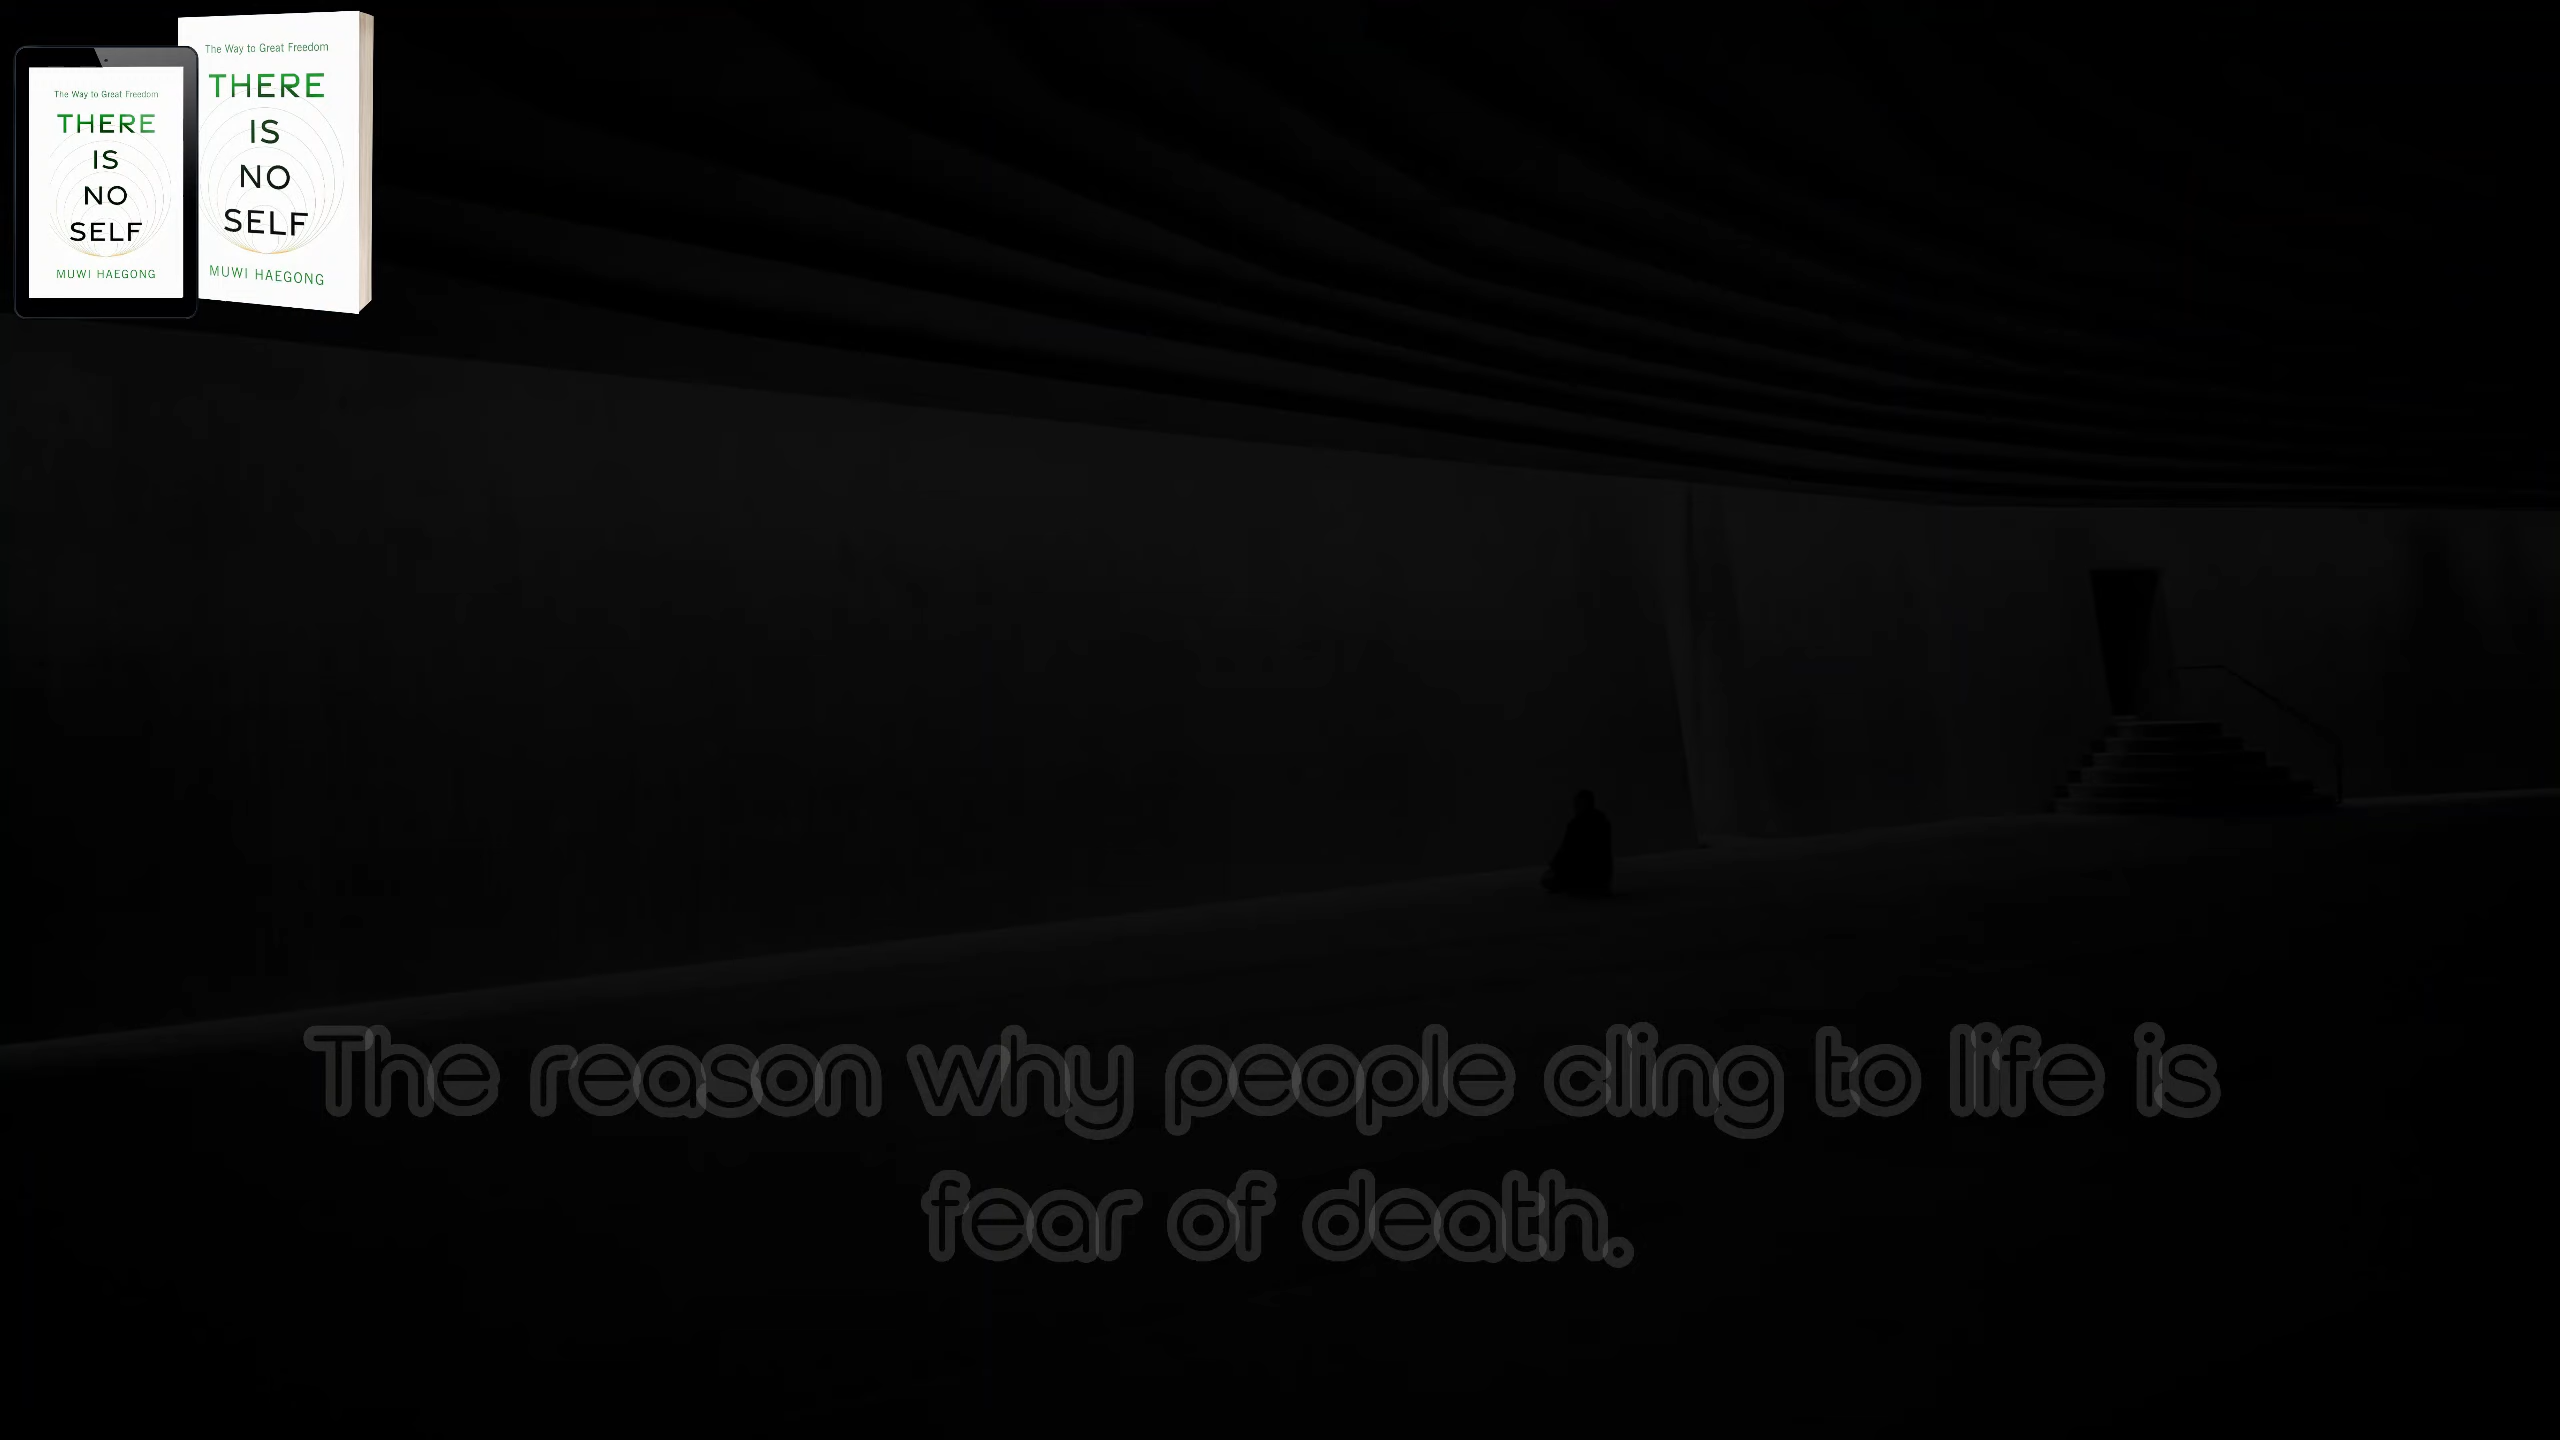 The Way to Great Freedom
THERE
IS
NO
SELF
MUWI HAEGONG
The Way to Great Freedom
THERE
IS
NO
SELF
MUWI HAEGONG
The reason why people cling to life is
fear of death.